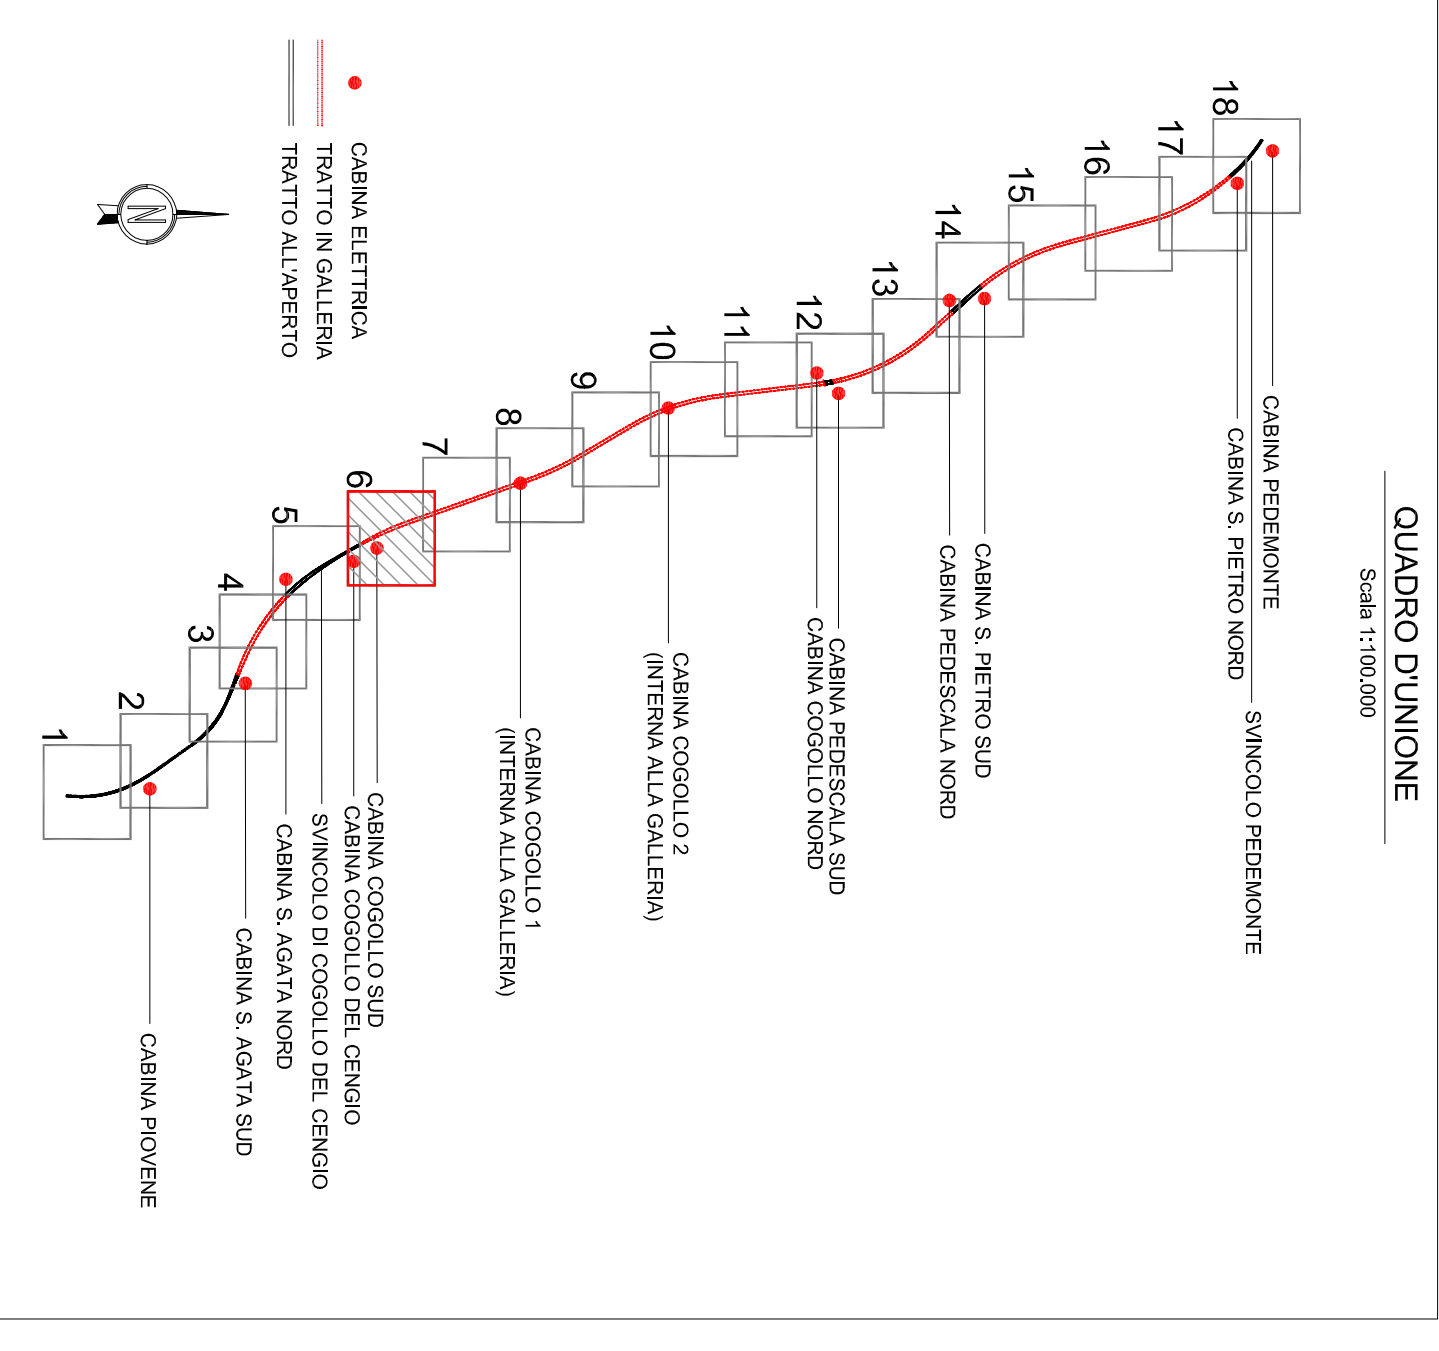 QUADRO D'UNIONE
Scala 1:100.000
18
17
16
15
14
13
12
11
10
9
8
7
6
5
4
3
2
1
CABINA PEDEMONTE
SVINCOLO PEDEMONTE
CABINA S. PIETRO NORD
CABINA S. PIETRO SUD
CABINA PEDESCALA NORD
CABINA PEDESCALA SUD
CABINA COGOLLO NORD
CABINA COGOLLO 2
(INTERNA ALLA GALLERIA)
CABINA COGOLLO 1
(INTERNA ALLA GALLERIA)
CABINA COGOLLO SUD
CABINA COGOLLO DEL CENGIO
SVINCOLO DI COGOLLO DEL CENGIO
CABINA S. AGATA NORD
CABINA S. AGATA SUD
CABINA PIOVENE
CABINA ELETTRICA
TRATTO IN GALLERIA
TRATTO ALL'APERTO
N